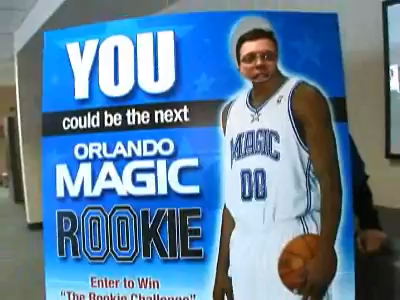 YOU
could be the next
ORLANDO
MAGIC
ROOKIE
MAGIC
00
Enter to Win
"The Rookie Challenge"